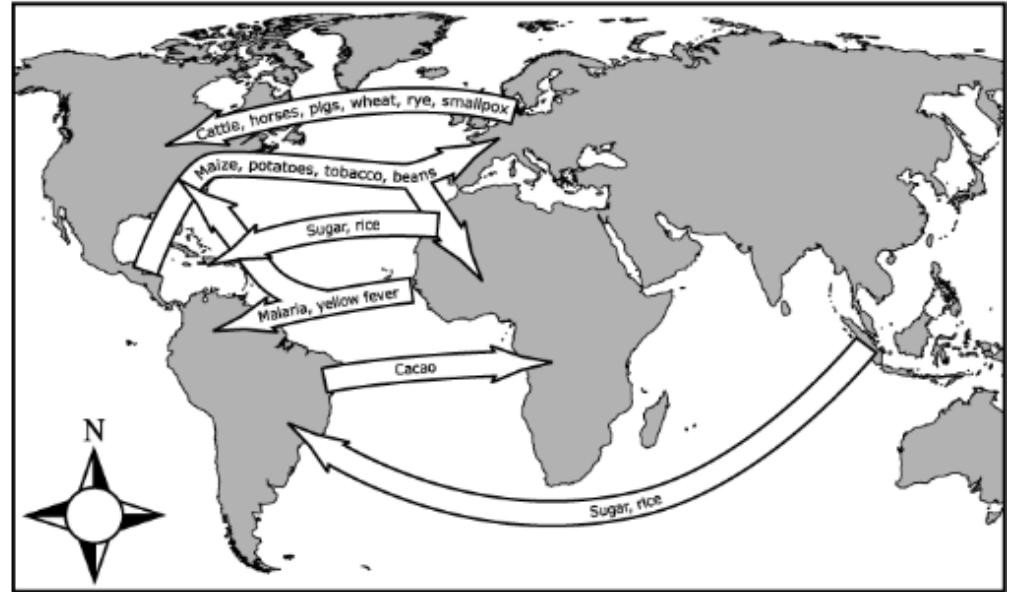 Cattle, horses, pigs, wheat, rye, smallpox
Maize, potatoes, tobacco, beans
Sugar, rice
Malaria, yellow fever
Cacao
N
Sugar, rice